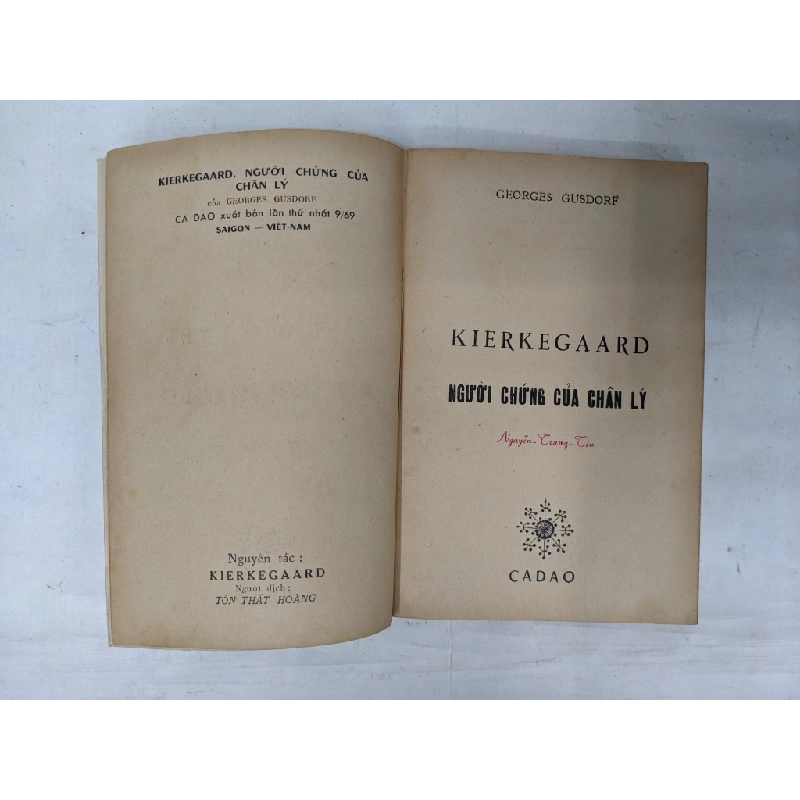 KIERKEGAARD. NGƯỜI CHỨNG CỦA
CHÂN LÝ
của GEORGES GUSDORF
CA DAO xuất bản lần thứ nhất 9/69
SAIGON — VIỆT-NAM
Nguyên tác :
KIERKEGAARD
Người dịch :
TÔN THẤT HOÀNG
GEORGES GUSDORF
KIERKEGAARD
NGƯỜI CHỨNG CỦA CHÂN LÝ
Nguyễn-Trung-
CADAO